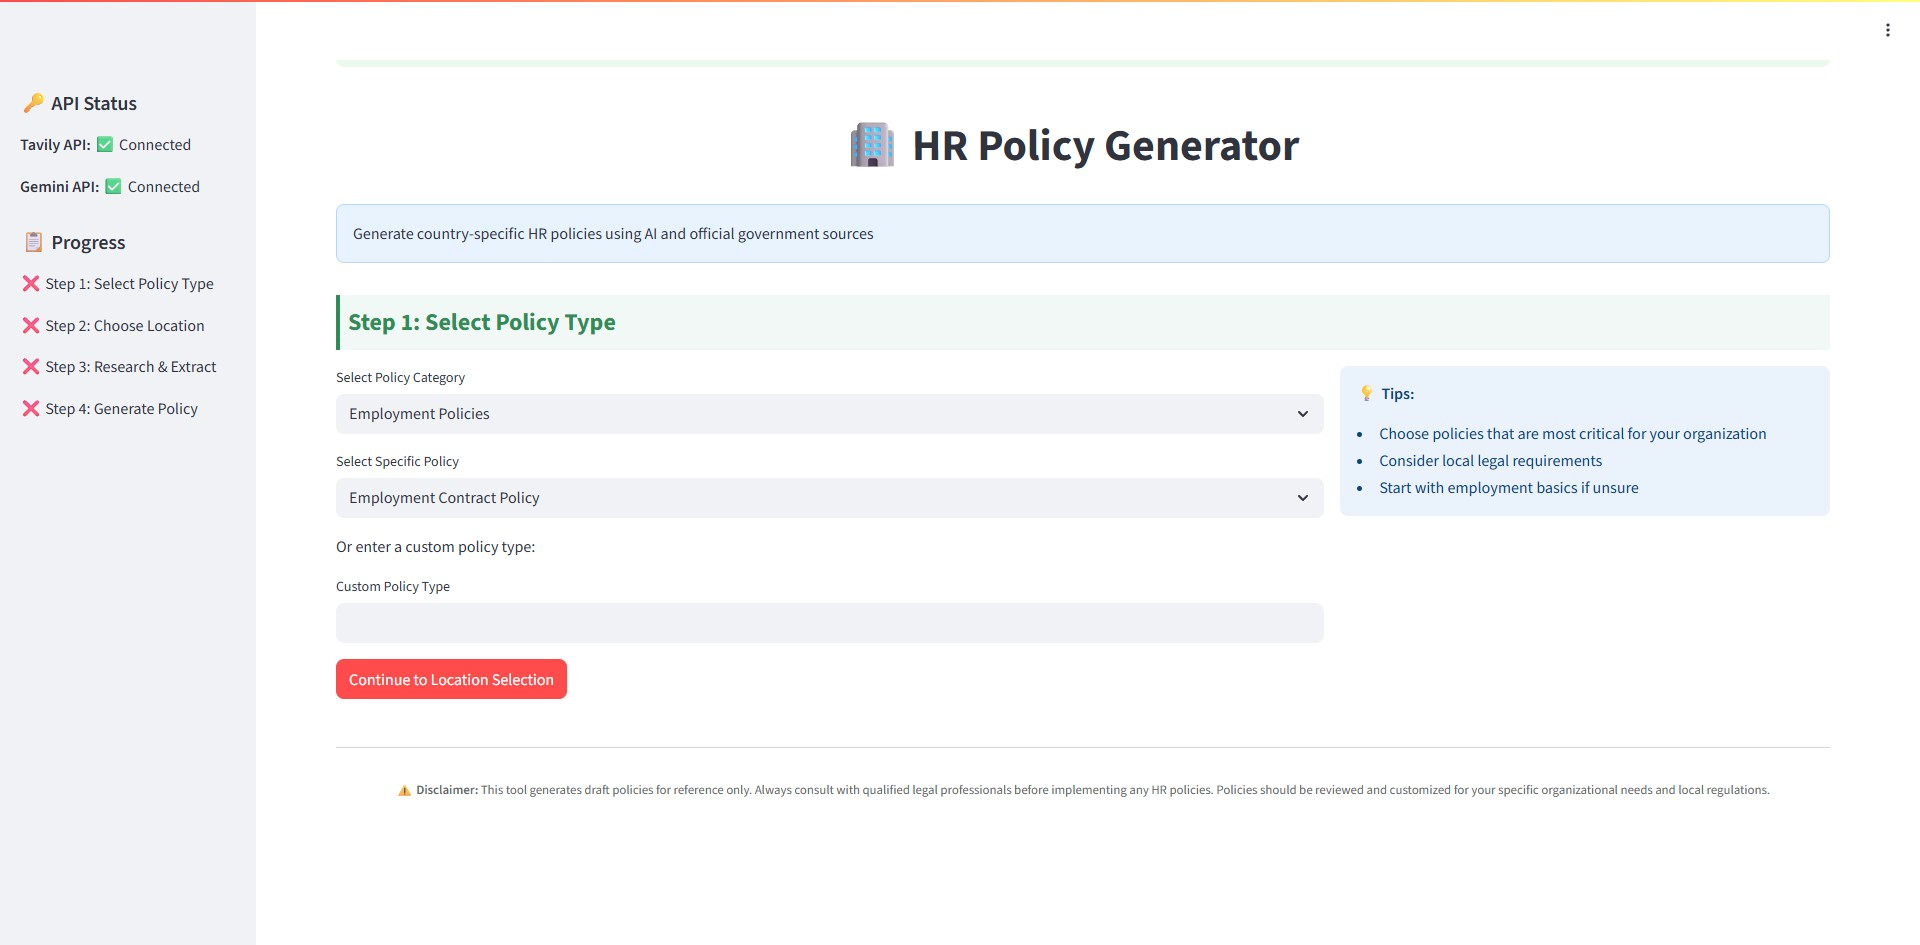 API Status
Tavily API: ✅ Connected
Gemini API: ✅ Connected
Progress
❌ Step 1: Select Policy Type
❌ Step 2: Choose Location
❌ Step 3: Research & Extract
❌ Step 4: Generate Policy
HR Policy Generator
Generate country-specific HR policies using AI and official government sources
Step 1: Select Policy Type
Select Policy Category
Employment Policies
Select Specific Policy
Employment Contract Policy
Or enter a custom policy type:
Custom Policy Type
Continue to Location Selection
Tips:
• Choose policies that are most critical for your organization
• Consider local legal requirements
• Start with employment basics if unsure
⚠️ Disclaimer: This tool generates draft policies for reference only. Always consult with qualified legal professionals before implementing any HR policies. Policies should be reviewed and customized for your specific organizational needs and local regulations.